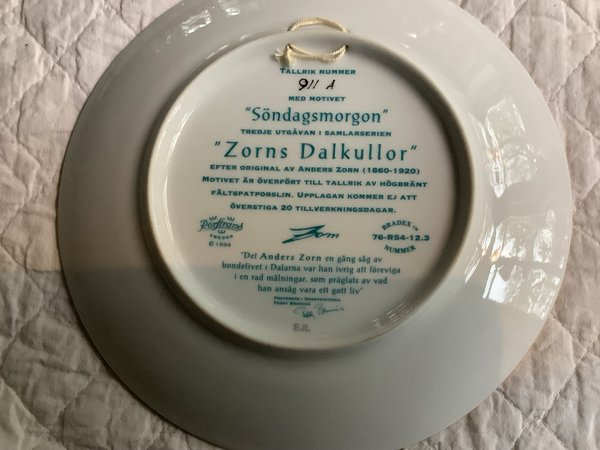 TALLRIK NUMMER
911 A
MED MOTIVET
"Söndagsmorgon"
TREDJE UTGÅVAN I SAMLARSERIEN
"Zorns Dalkullor"
EFTER ORIGINAL AV ANDERS ZORN (1860-1920)
MOTIVET ÄR ÖVERFÖRT TILL TALLRIK AV HÖGBRÄNT
FÄLTSPATPORSLIN. UPPLAGAN KOMMER EJ ATT
ÖVERSTIGA 20 TILLVERKNINGSDAGAR.
Porsgrund
SWEDEN
© 1994
Zorn
BRADEX
76-R54-12.3
NUMMER
"Det Anders Zorn en gång såg av
bondelivet i Dalarna var han ivrig att föreviga
i en rad målningar, som präglats av vad
han ansåg vara ett gott liv"
PROFESSOR I KONSTHISTORIA